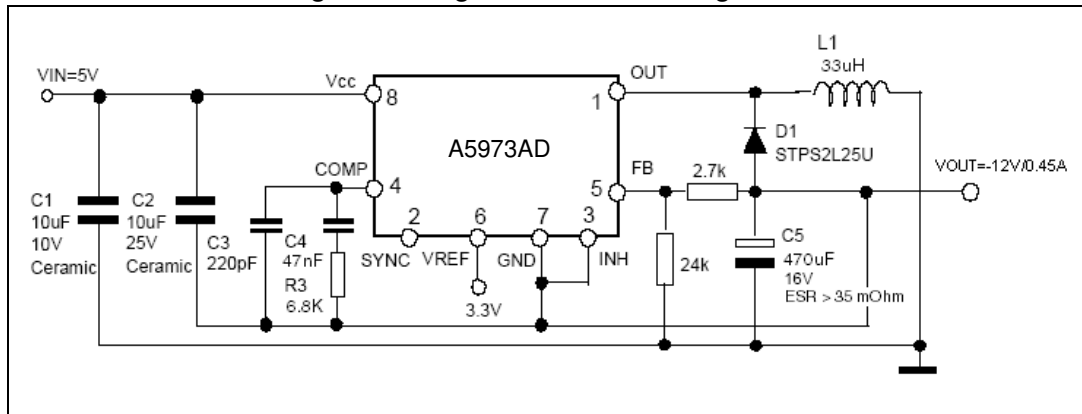 VIN=5V
Vcc
8
OUT
1
L1
33uH
A5973AD
D1
STPS2L25U
FB
5
2.7k
VOUT=-12V/0.45A
COMP
4
2
6
7
3
SYNC
VREF
GND
INH
C1
10uF
10V
Ceramic
C2
10uF
25V
Ceramic
C3
220pF
C4
47nF
R3
6.8K
3.3V
24k
C5
470uF
16V
ESR > 35 mOhm